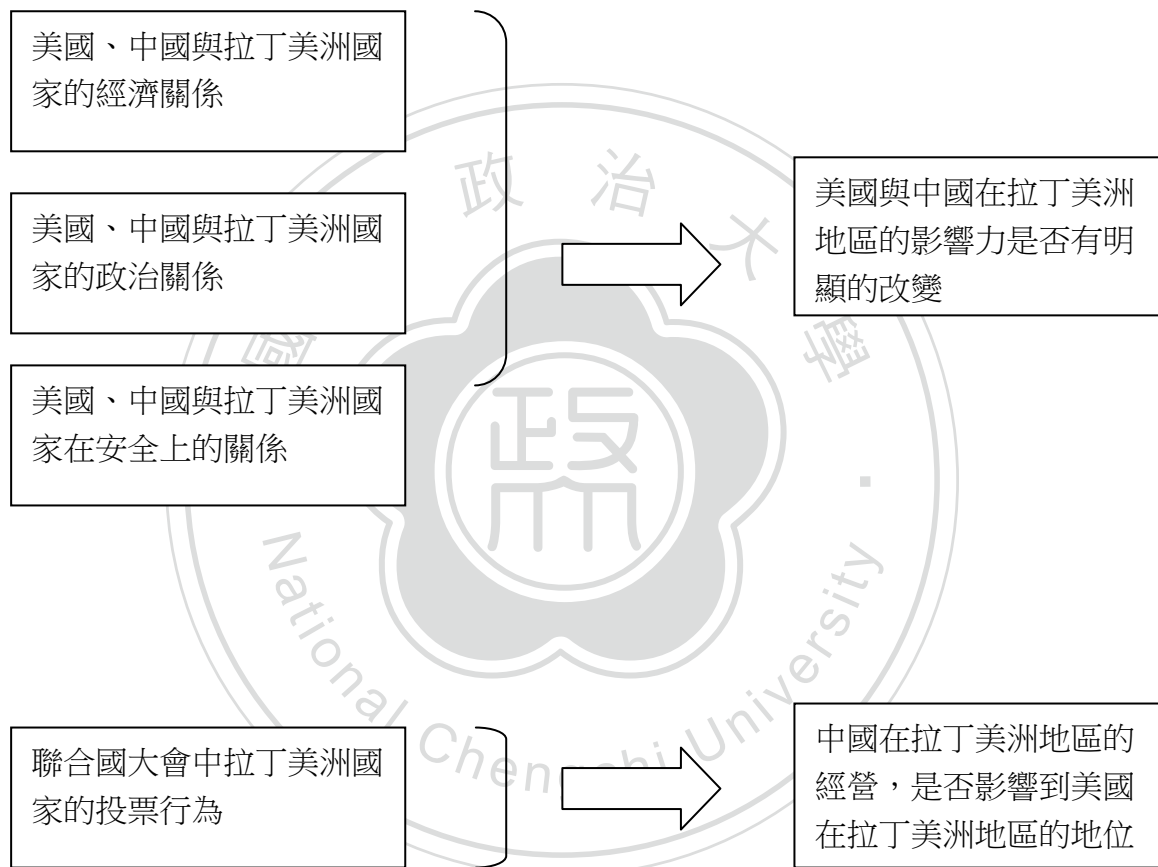 美國、中國與拉丁美洲國
家的經濟關係
美國、中國與拉丁美洲國
家的政治關係
美國、中國與拉丁美洲國
家在安全上的關係
美國與中國在拉丁美洲
地區的影響力是否有明
顯的改變
聯合國大會中拉丁美洲國
家的投票行為
中國在拉丁美洲地區的
經營，是否影響到美國
在拉丁美洲地區的地位
國 政治大學
政
National Chengchi University